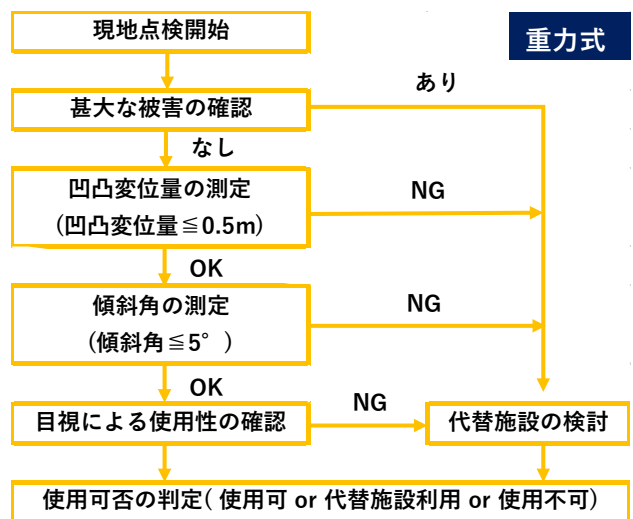 現地点検開始
重力式
甚大な被害の確認
あり
なし
凹凸変位量の測定
(凹凸変位量≦0.5m)
NG
OK
傾斜角の測定
(傾斜角≦5°)
NG
OK
目視による使用性の確認
NG
代替施設の検討
使用可否の判定( 使用可 or 代替施設利用 or 使用不可)